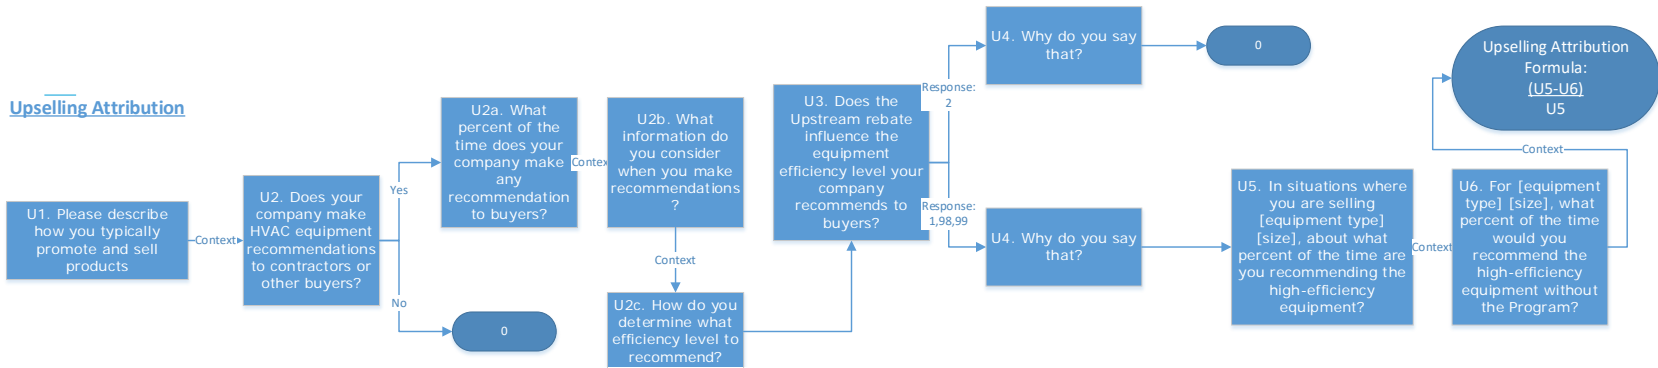 Upselling Attribution
U1. Please describe
how you typically
promote and sell
products
Context
U2. Does your
company make
HVAC equipment
recommendations
to contractors or
other buyers?
Yes
No
0
U2a. What
percent of the
time does your
company make
any
recommendation
to buyers?
Context
U2b. What
information do
you consider
when you make
recommendations
?
Context
U2c. How do you
determine what
efficiency level to
recommend?
U3. Does the
Upstream rebate
influence the
equipment
efficiency level your
company
recommends to
buyers?
Response:
2
U4. Why do you say
that?
0
Response:
1,98,99
U4. Why do you say
that?
U5. In situations where
you are selling
[equipment type]
[size], about what
percent of the time are
you recommending the
high-efficiency
equipment?
Context
U6. For [equipment
type] [size], what
percent of the time
would you
recommend the
high-efficiency
equipment without
the Program?
Context
Upselling Attribution
Formula:
(U5-U6)
U5